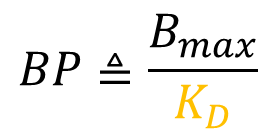 BP ≜ B_max / K_D